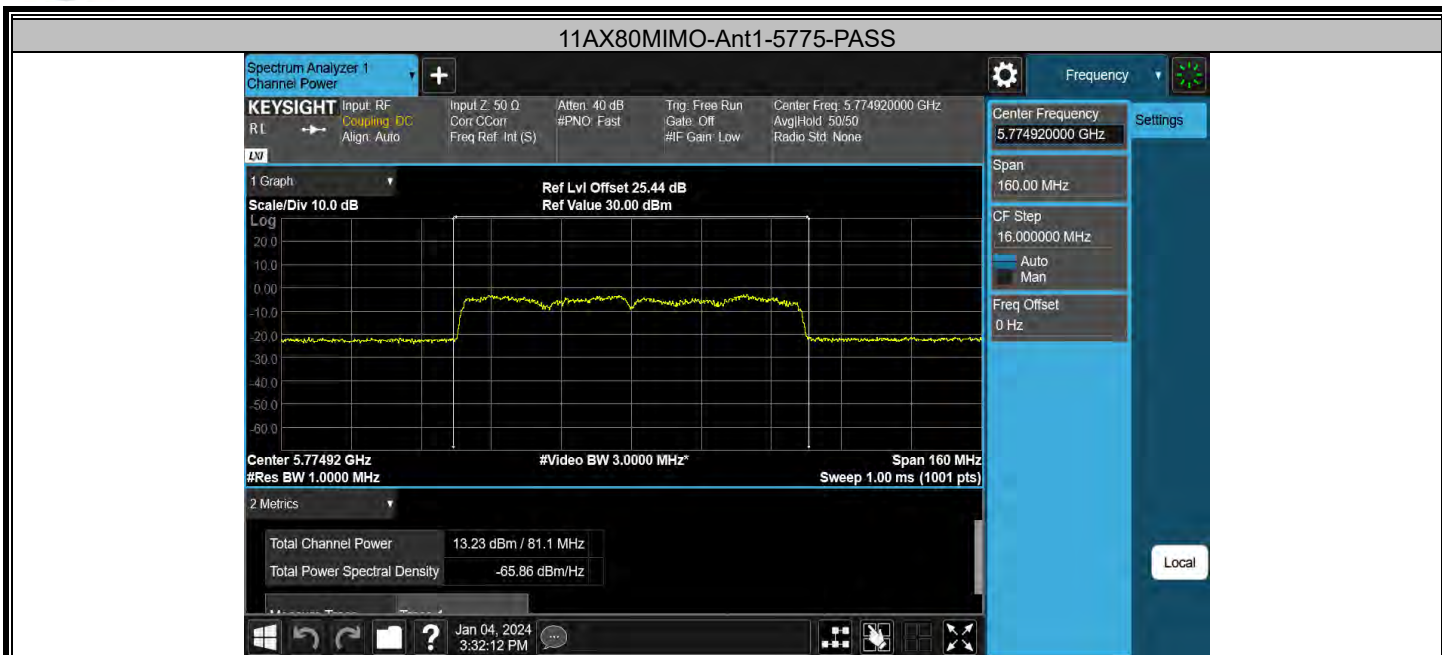 11AX80MIMO-Ant1-5775-PASS
Spectrum Analyzer 1
Channel Power
Frequency
KEYSIGHT
RL
LXI
Input: RF
Coupling: DC
Align: Auto
Input Z: 50 Ω
Corr CCorr
Freq Ref: Int (S)
Atten: 40 dB
#PNO: Fast
Trig: Free Run
Gate: Off
#IF Gain: Low
Center Freq: 5.774920000 GHz
Avg|Hold: 50/50
Radio Std: None
Center Frequency
5.774920000 GHz
Settings
Span
160.00 MHz
CF Step
16.000000 MHz
Auto
Man
Freq Offset
0 Hz
Local
1 Graph
Scale/Div 10.0 dB
Ref Lvl Offset 25.44 dB
Ref Value 30.00 dBm
Log
20.0
10.0
0.00
-10.0
-20.0
-30.0
-40.0
-50.0
-60.0
Center 5.77492 GHz
#Video BW 3.0000 MHz*
Span 160 MHz
#Res BW 1.0000 MHz
Sweep 1.00 ms (1001 pts)
2 Metrics
Total Channel Power 13.23 dBm / 81.1 MHz
Total Power Spectral Density -65.86 dBm/Hz
?
Jan 04, 2024
3:32:12 PM